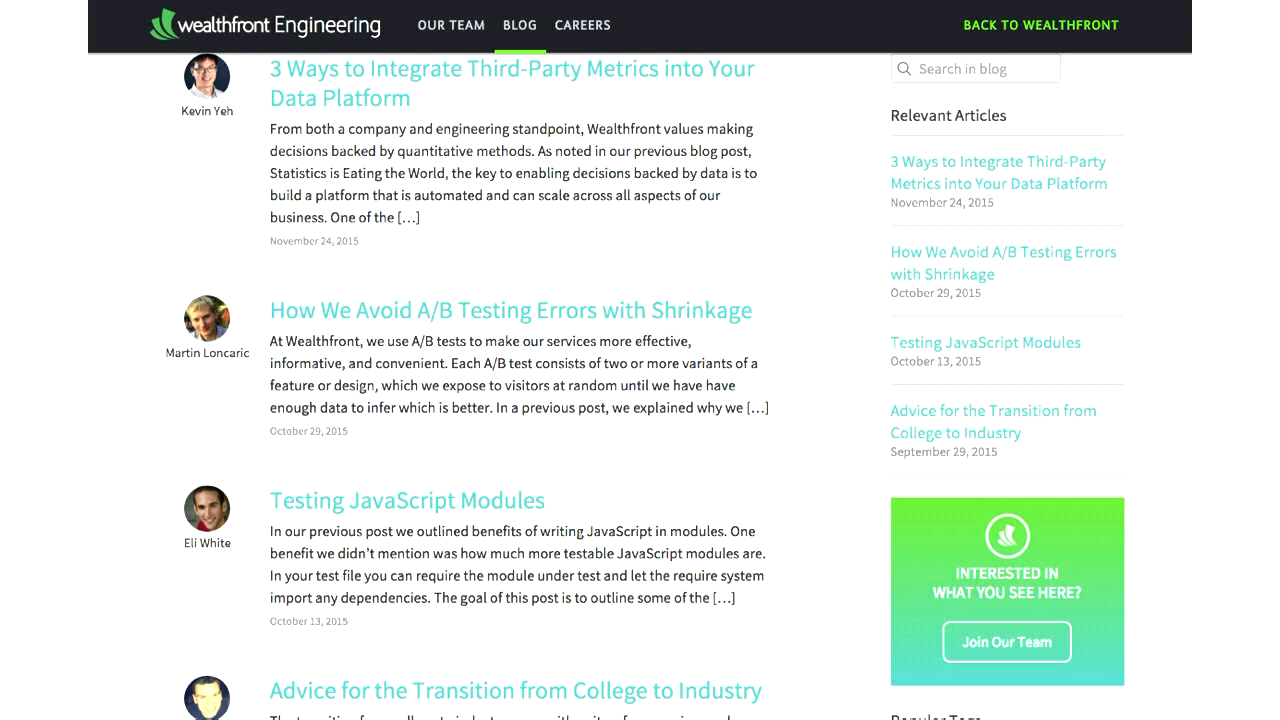 wealthfront Engineering
OUR TEAM
BLOG
CAREERS
BACK TO WEALTHFRONT
Kevin Yeh
3 Ways to Integrate Third-Party Metrics into Your
Data Platform
From both a company and engineering standpoint, Wealthfront values making
decisions backed by quantitative methods. As noted in our previous blog post,
Statistics is Eating the World, the key to enabling decisions backed by data is to
build a platform that is automated and can scale across all aspects of our
business. One of the […]
November 24, 2015
Martin Loncaric
How We Avoid A/B Testing Errors with Shrinkage
At Wealthfront, we use A/B tests to make our services more effective,
informative, and convenient. Each A/B test consists of two or more variants of a
feature or design, which we expose to visitors at random until we have have
enough data to infer which is better. In a previous post, we explained why we […]
October 29, 2015
Eli White
Testing JavaScript Modules
In our previous post we outlined benefits of writing JavaScript in modules. One
benefit we didn't mention was how much more testable JavaScript modules are.
In your test file you can require the module under test and let the require system
import any dependencies. The goal of this post is to outline some of the […]
October 13, 2015
Advice for the Transition from College to Industry
Search in blog
Relevant Articles
3 Ways to Integrate Third-Party
Metrics into Your Data Platform
November 24, 2015
How We Avoid A/B Testing Errors
with Shrinkage
October 29, 2015
Testing JavaScript Modules
October 13, 2015
Advice for the Transition from
College to Industry
September 29, 2015
INTERESTED IN
WHAT YOU SEE HERE?
Join Our Team